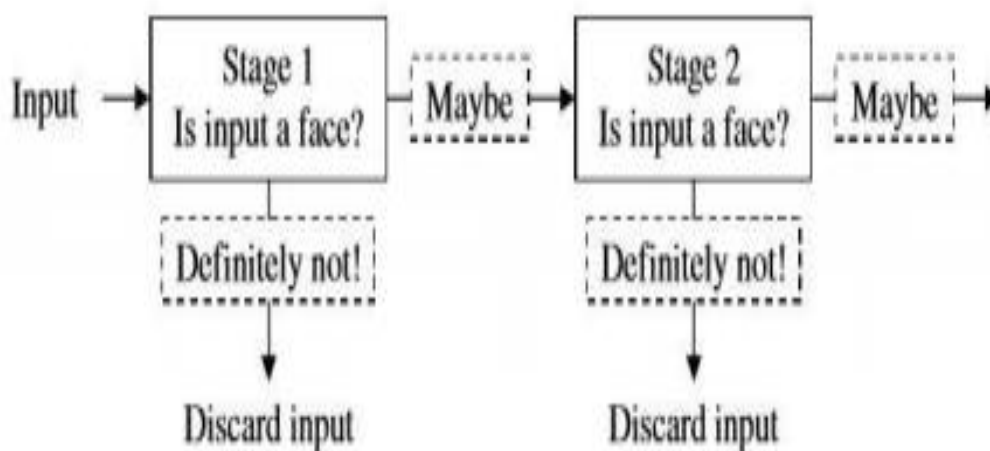 Input
Stage 1
Is input a face?
Maybe
Stage 2
Is input a face?
Maybe
Definitely not!
Definitely not!
Discard input
Discard input